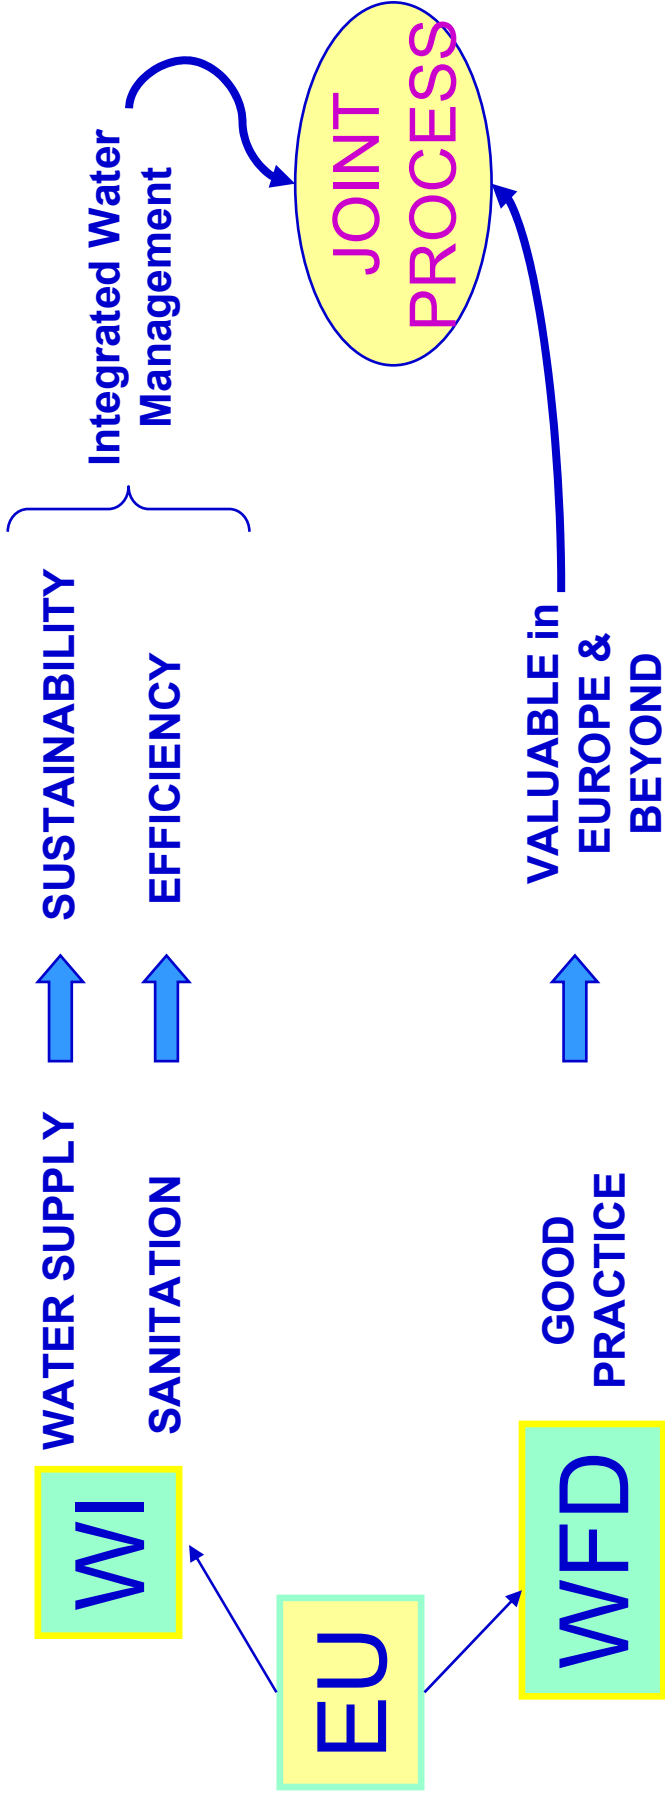 EU
WI
WATER SUPPLY
SUSTAINABILITY
SANITATION
EFFICIENCY
Integrated Water
Management
JOINT
PROCESS
WFD
GOOD
PRACTICE
VALUABLE in
EUROPE &
BEYOND